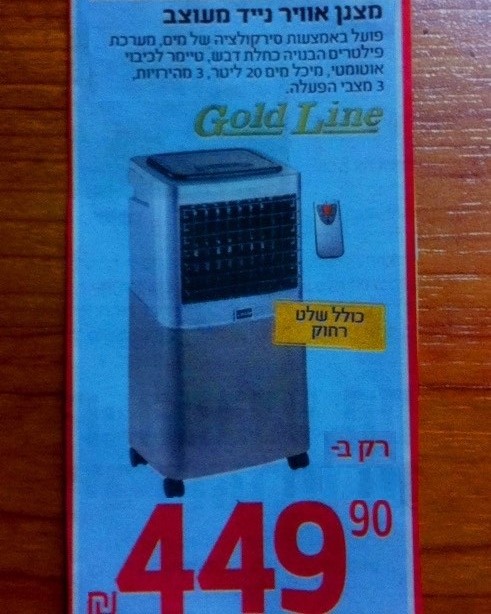 מצנן אוויר נייד מעוצב
פועל באמצעות סירקולציה של מים, מערכת
פילטרים הבנויה כחלת דבש, טיימר לכיבוי
אוטומטי, מיכל מים 20 ליטר, 3 מהירויות,
3 מצבי הפעלה.
Gold Line
כולל שלט
רחוק
רק ב-
449 90 ₪